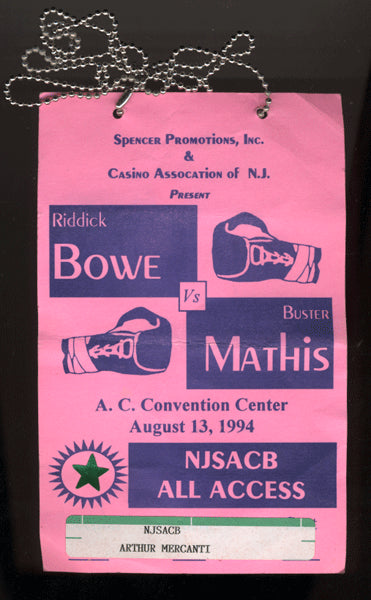 Spencer Promotions, Inc.
&
Casino Assocation of N.J.
Present
Riddick
Bowe
Vs
Buster
Mathis
A. C. Convention Center
August 13, 1994
NJSACB
ALL ACCESS
NJSACB
ARTHUR MERCANTI